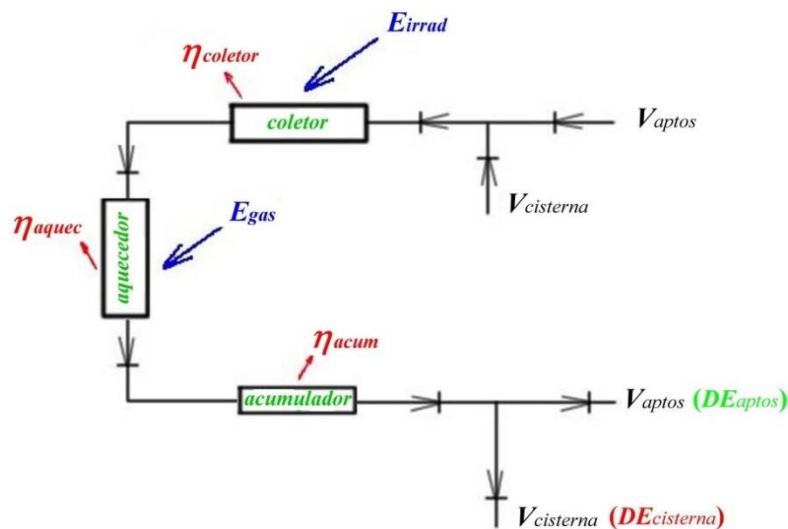 Eirrad
ηcoletor
coletor
Vaptos
Vcisterna
ηaquec
aquecedor
Egas
ηacum
acumulador
Vaptos (DEaptos)
Vcisterna (DEcisterna)